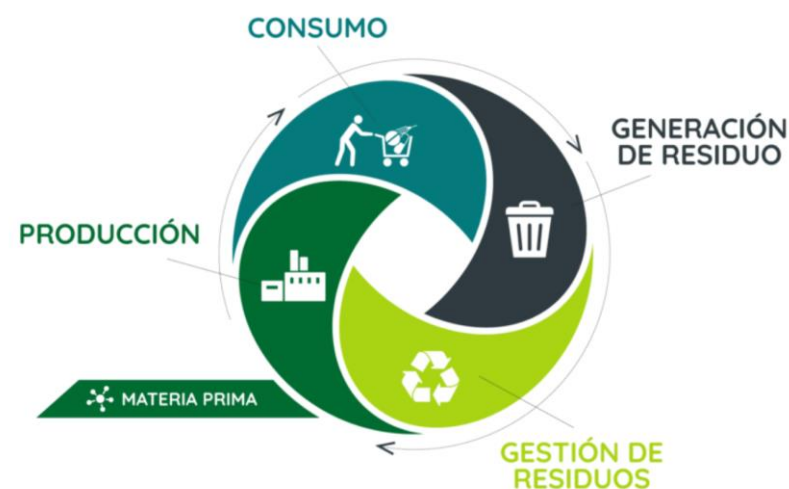 CONSUMO
GENERACIÓN
DE RESIDUO
PRODUCCIÓN
MATERIA PRIMA
GESTIÓN DE
RESIDUOS